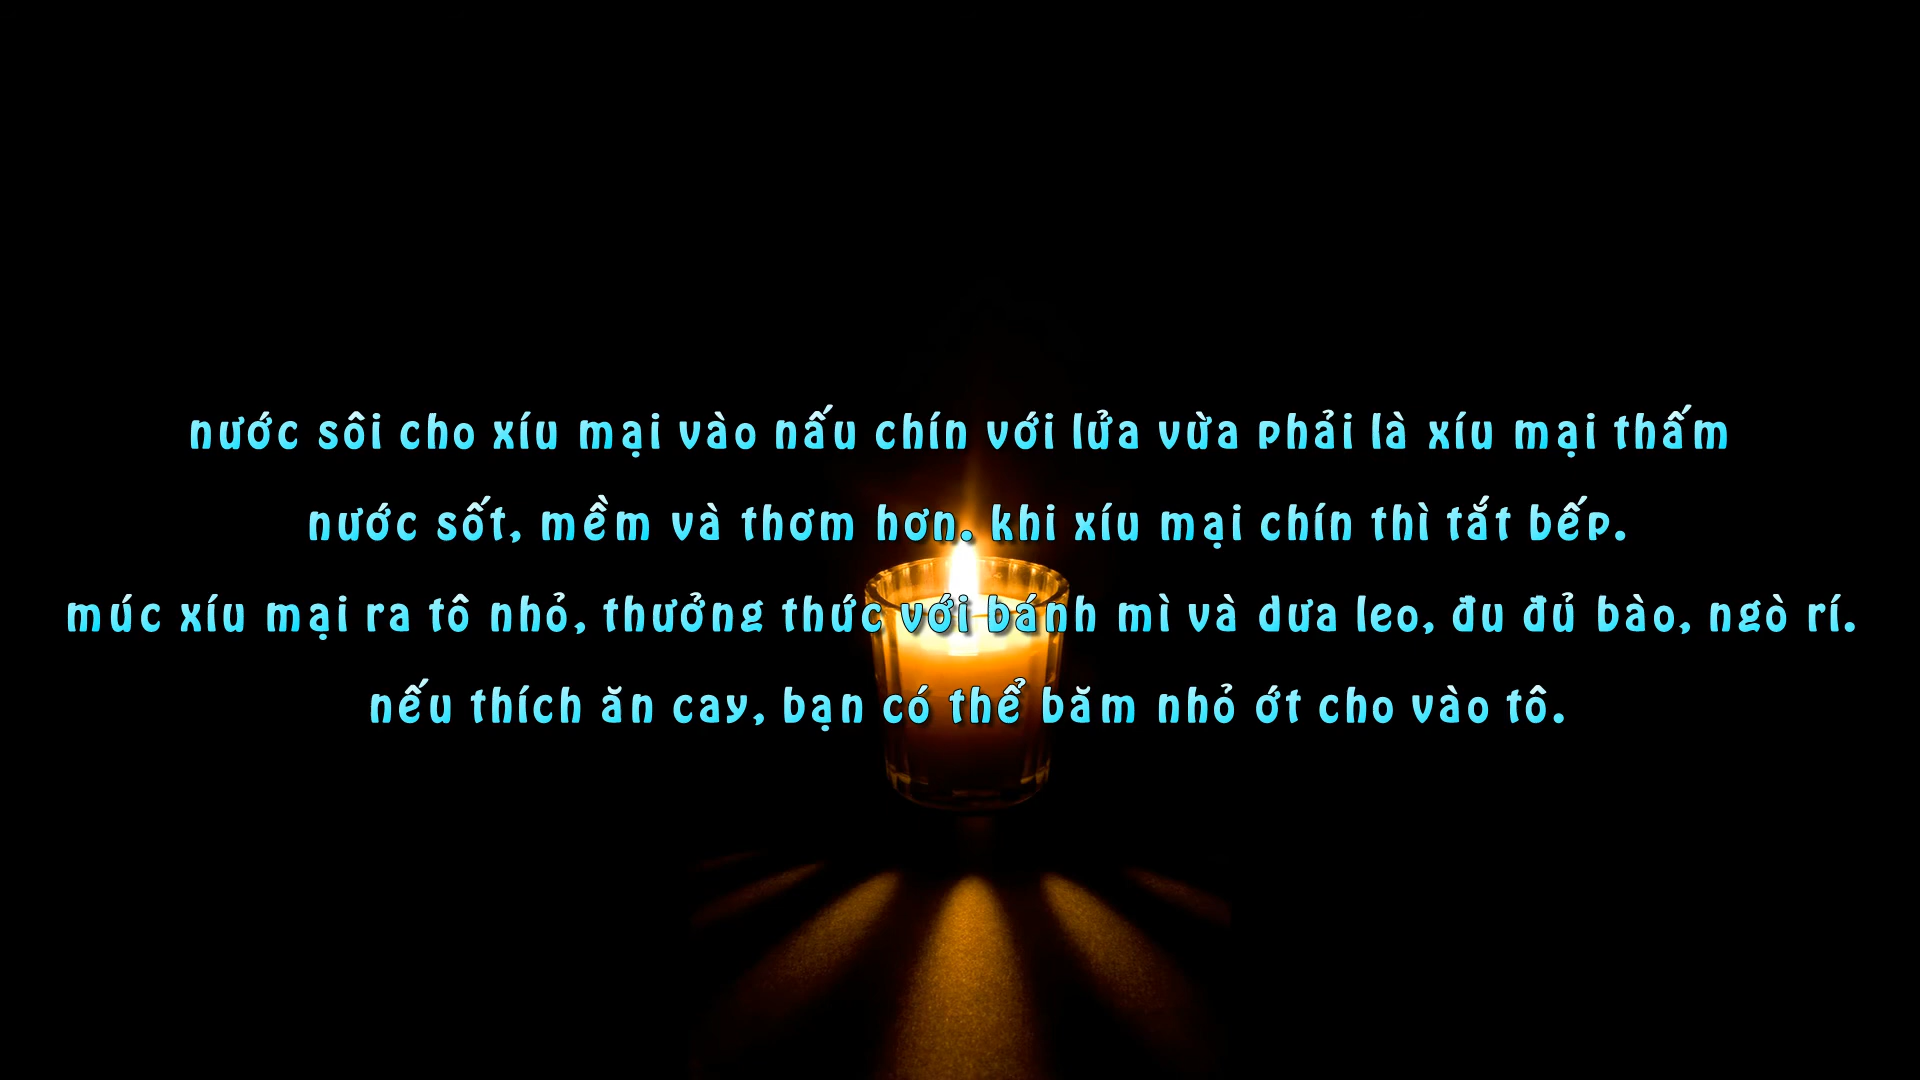 nước sôi cho xíu mại vào nấu chín với lửa vừa phải là xíu mại thấm
nước sốt, mềm và thơm hơn. khi xíu mại chín thì tắt bếp.
múc xíu mại ra tô nhỏ, thưởng thức với bánh mì và dưa leo, đu đủ bào, ngò rí.
nếu thích ăn cay, bạn có thể băm nhỏ ớt cho vào tô.